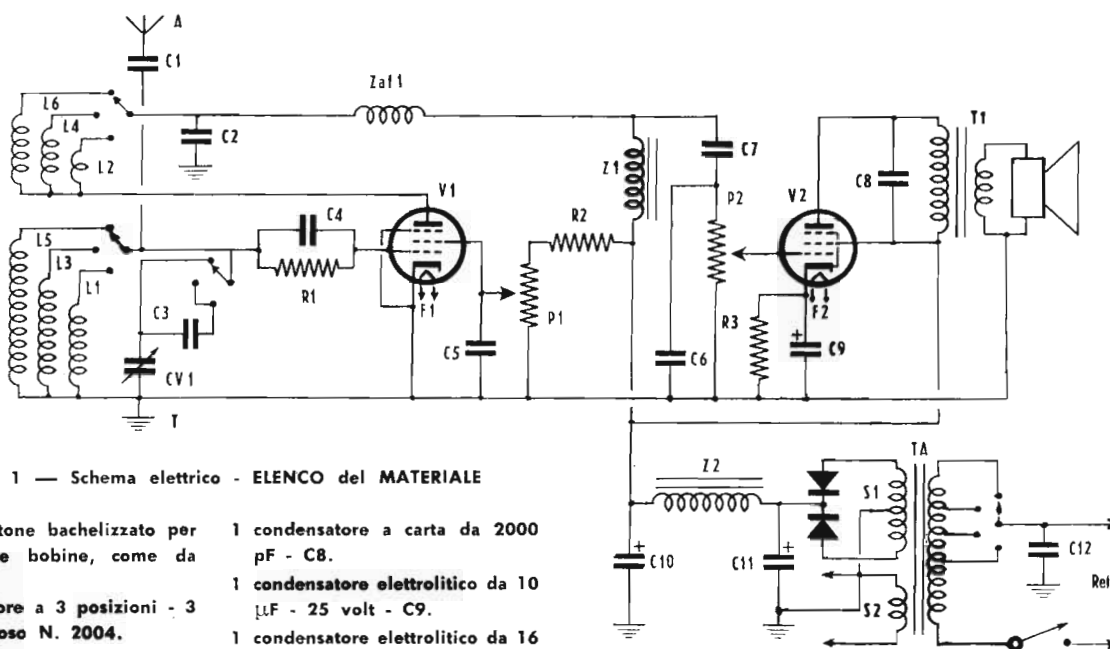 A
C1
Zaf1
L6
L4
L2
C2
Z1
C7
T1
V1
V2
C8
P2
C4
R2
L5
L3
L1
R1
F1
P1
F2
C3
C5
C6
R3
C9
CV1
T
TA
Z2
S1
C10
C11
C12
S2
Ret
1 — Schema elettrico - ELENCO del MATERIALE
tone bachelizzato per
e bobine, come da
ore a 3 posizioni - 3
oso N. 2004.
1 condensatore a carta da 2000
pF - C8.
1 condensatore elettrolitico da 10
μF - 25 volt - C9.
1 condensatore elettrolitico da 16